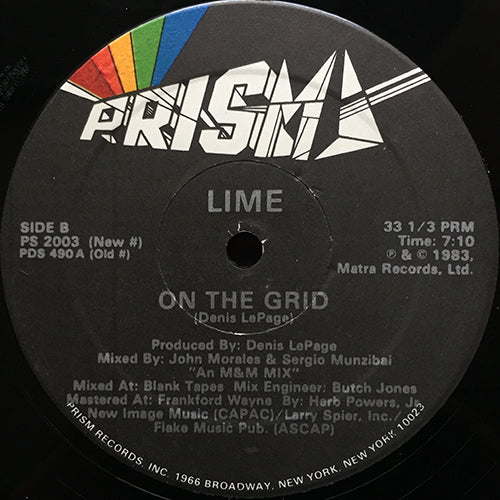 PRISM
LIME
SIDE B
PS 2003 (New #)
PDS 490A (Old #)
33 1/3 PRM
Time: 7:10
℗ & © 1983,
Matra Records, Ltd.
ON THE GRID
(Denis LePage)
Produced By: Denis LePage
Mixed By: John Morales & Sergio Munzibai
"An M&M MIX"
Mixed At: Blank Tapes Mix Engineer: Butch Jones
Mastered At: Frankford Wayne By: Herb Powers, Jr.
New Image Music (CAPAC)/Larry Spier, Inc./
Flake Music Pub. (ASCAP)
PRISM RECORDS, INC. 1966 BROADWAY, NEW YORK, NEW YORK 10023